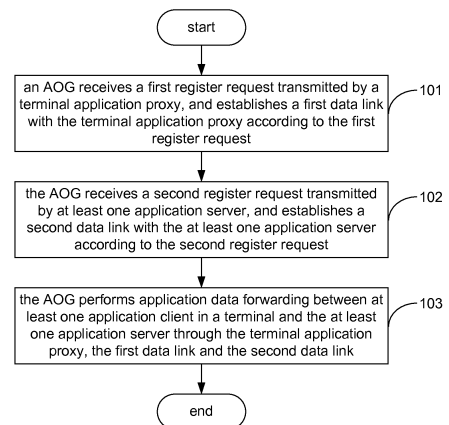 start
an AOG receives a first register request transmitted by a
terminal application proxy, and establishes a first data link
with the terminal application proxy according to the first
register request
101
the AOG receives a second register request transmitted
by at least one application server, and establishes a
second data link with the at least one application server
according to the second register request
102
the AOG performs application data forwarding between at
least one application client in a terminal and the at least
one application server through the terminal application
proxy, the first data link and the second data link
103
end